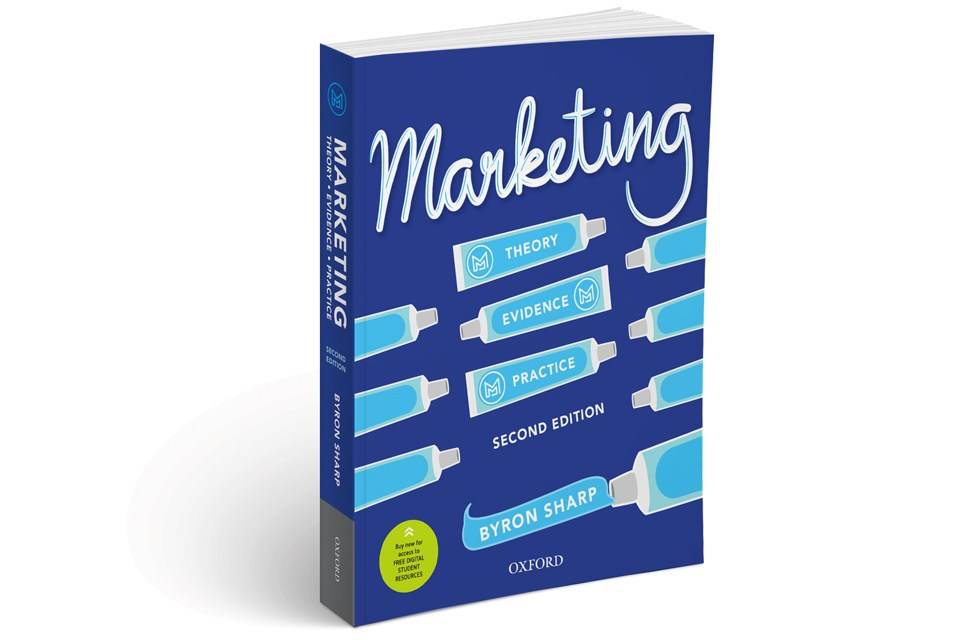 MARKETING
THEORY • EVIDENCE • PRACTICE
SECOND
EDITION
BYRON SHARP
OXFORD
Marketing
THEORY
EVIDENCE
PRACTICE
SECOND EDITION
BYRON SHARP
OXFORD
Buy new for
access to
FREE DIGITAL
STUDENT
RESOURCES